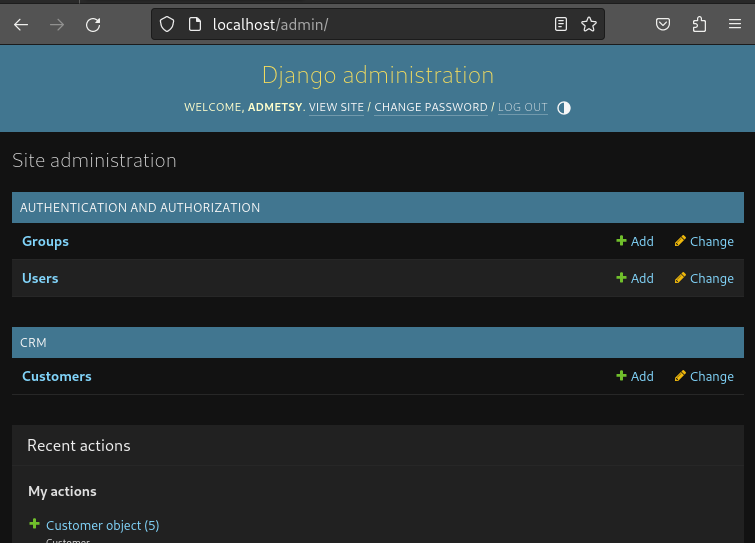 localhost/admin/
Django administration
WELCOME, ADMETSY. VIEW SITE / CHANGE PASSWORD / LOG OUT
Site administration
AUTHENTICATION AND AUTHORIZATION
Groups Add Change
Users Add Change
CRM
Customers Add Change
Recent actions
My actions
Customer object (5)
Customer